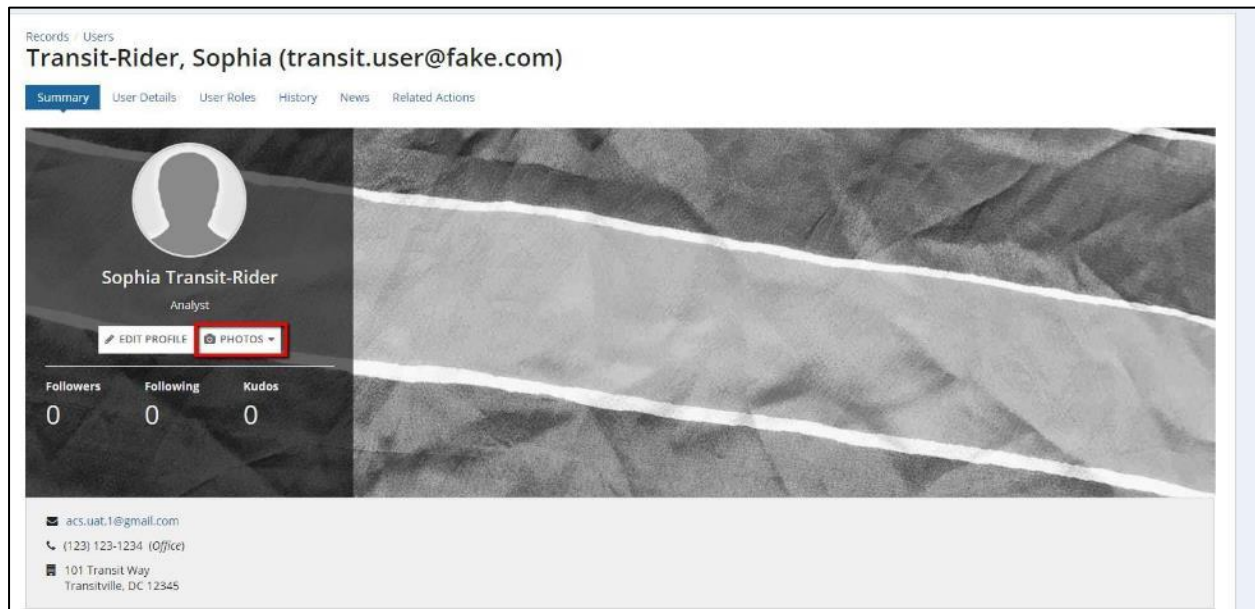 Records / Users
Transit-Rider, Sophia (transit.user@fake.com)
Summary User Details User Roles History News Related Actions
Sophia Transit-Rider
Analyst
EDIT PROFILE PHOTOS
Followers Following Kudos
0 0 0
acs.uat.1@gmail.com
(123) 123-1234 (Office)
101 Transit Way
Transitville, DC 12345